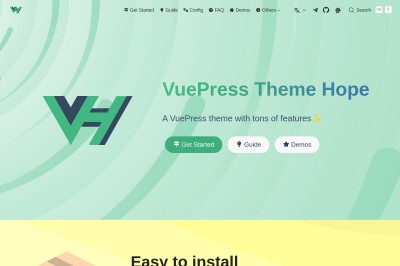 Get Started Guide Config FAQ Demos Others Search
VuePress Theme Hope
A VuePress theme with tons of features✨
Get Started Guide Demos
Easy to install